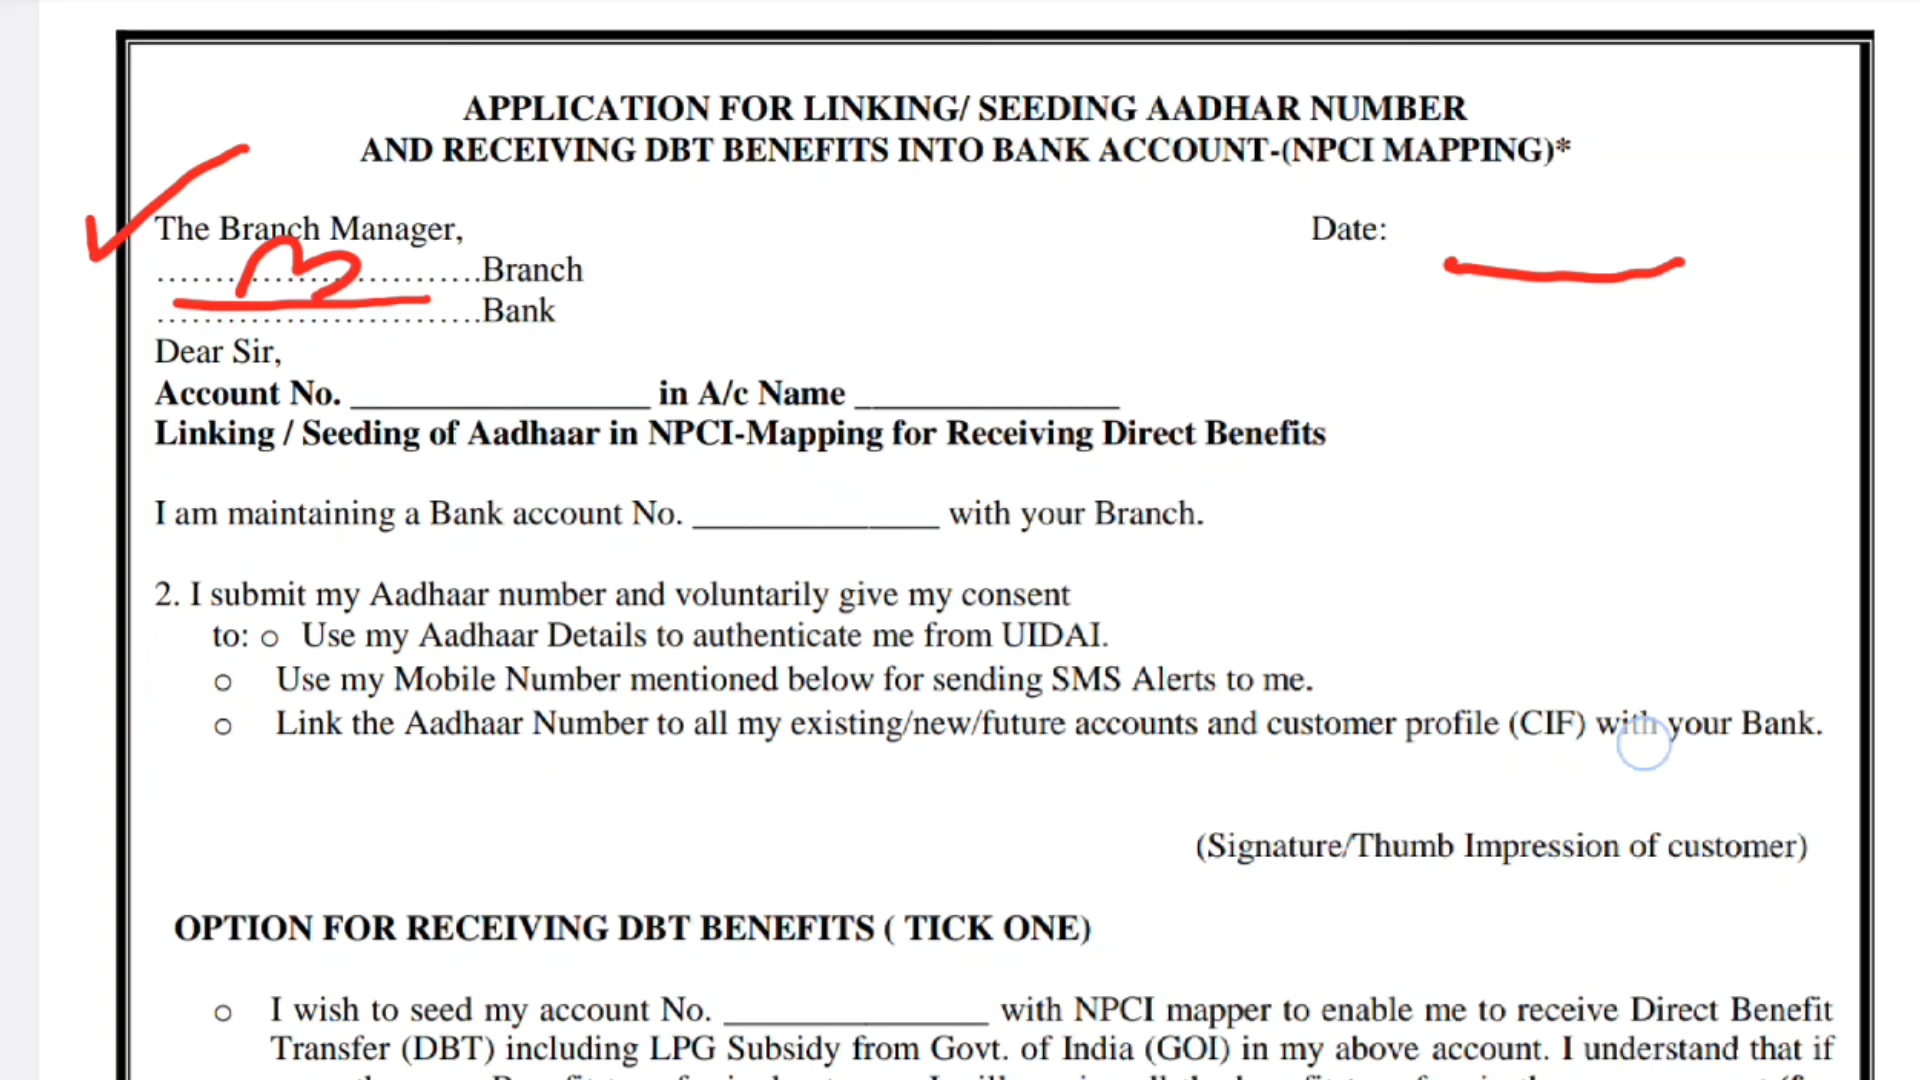 APPLICATION FOR LINKING/ SEEDING AADHAR NUMBER
AND RECEIVING DBT BENEFITS INTO BANK ACCOUNT-(NPCI MAPPING)*
The Branch Manager,
Date:
............................Branch
............................Bank
Dear Sir,
Account No. __________________ in A/c Name ________________
Linking / Seeding of Aadhaar in NPCI-Mapping for Receiving Direct Benefits
I am maintaining a Bank account No. _______________ with your Branch.
2. I submit my Aadhaar number and voluntarily give my consent
to: o Use my Aadhaar Details to authenticate me from UIDAI.
o Use my Mobile Number mentioned below for sending SMS Alerts to me.
o Link the Aadhaar Number to all my existing/new/future accounts and customer profile (CIF) with your Bank.
(Signature/Thumb Impression of customer)
OPTION FOR RECEIVING DBT BENEFITS ( TICK ONE)
o I wish to seed my account No. ________________ with NPCI mapper to enable me to receive Direct Benefit
Transfer (DBT) including LPG Subsidy from Govt. of India (GOI) in my above account. I understand that if